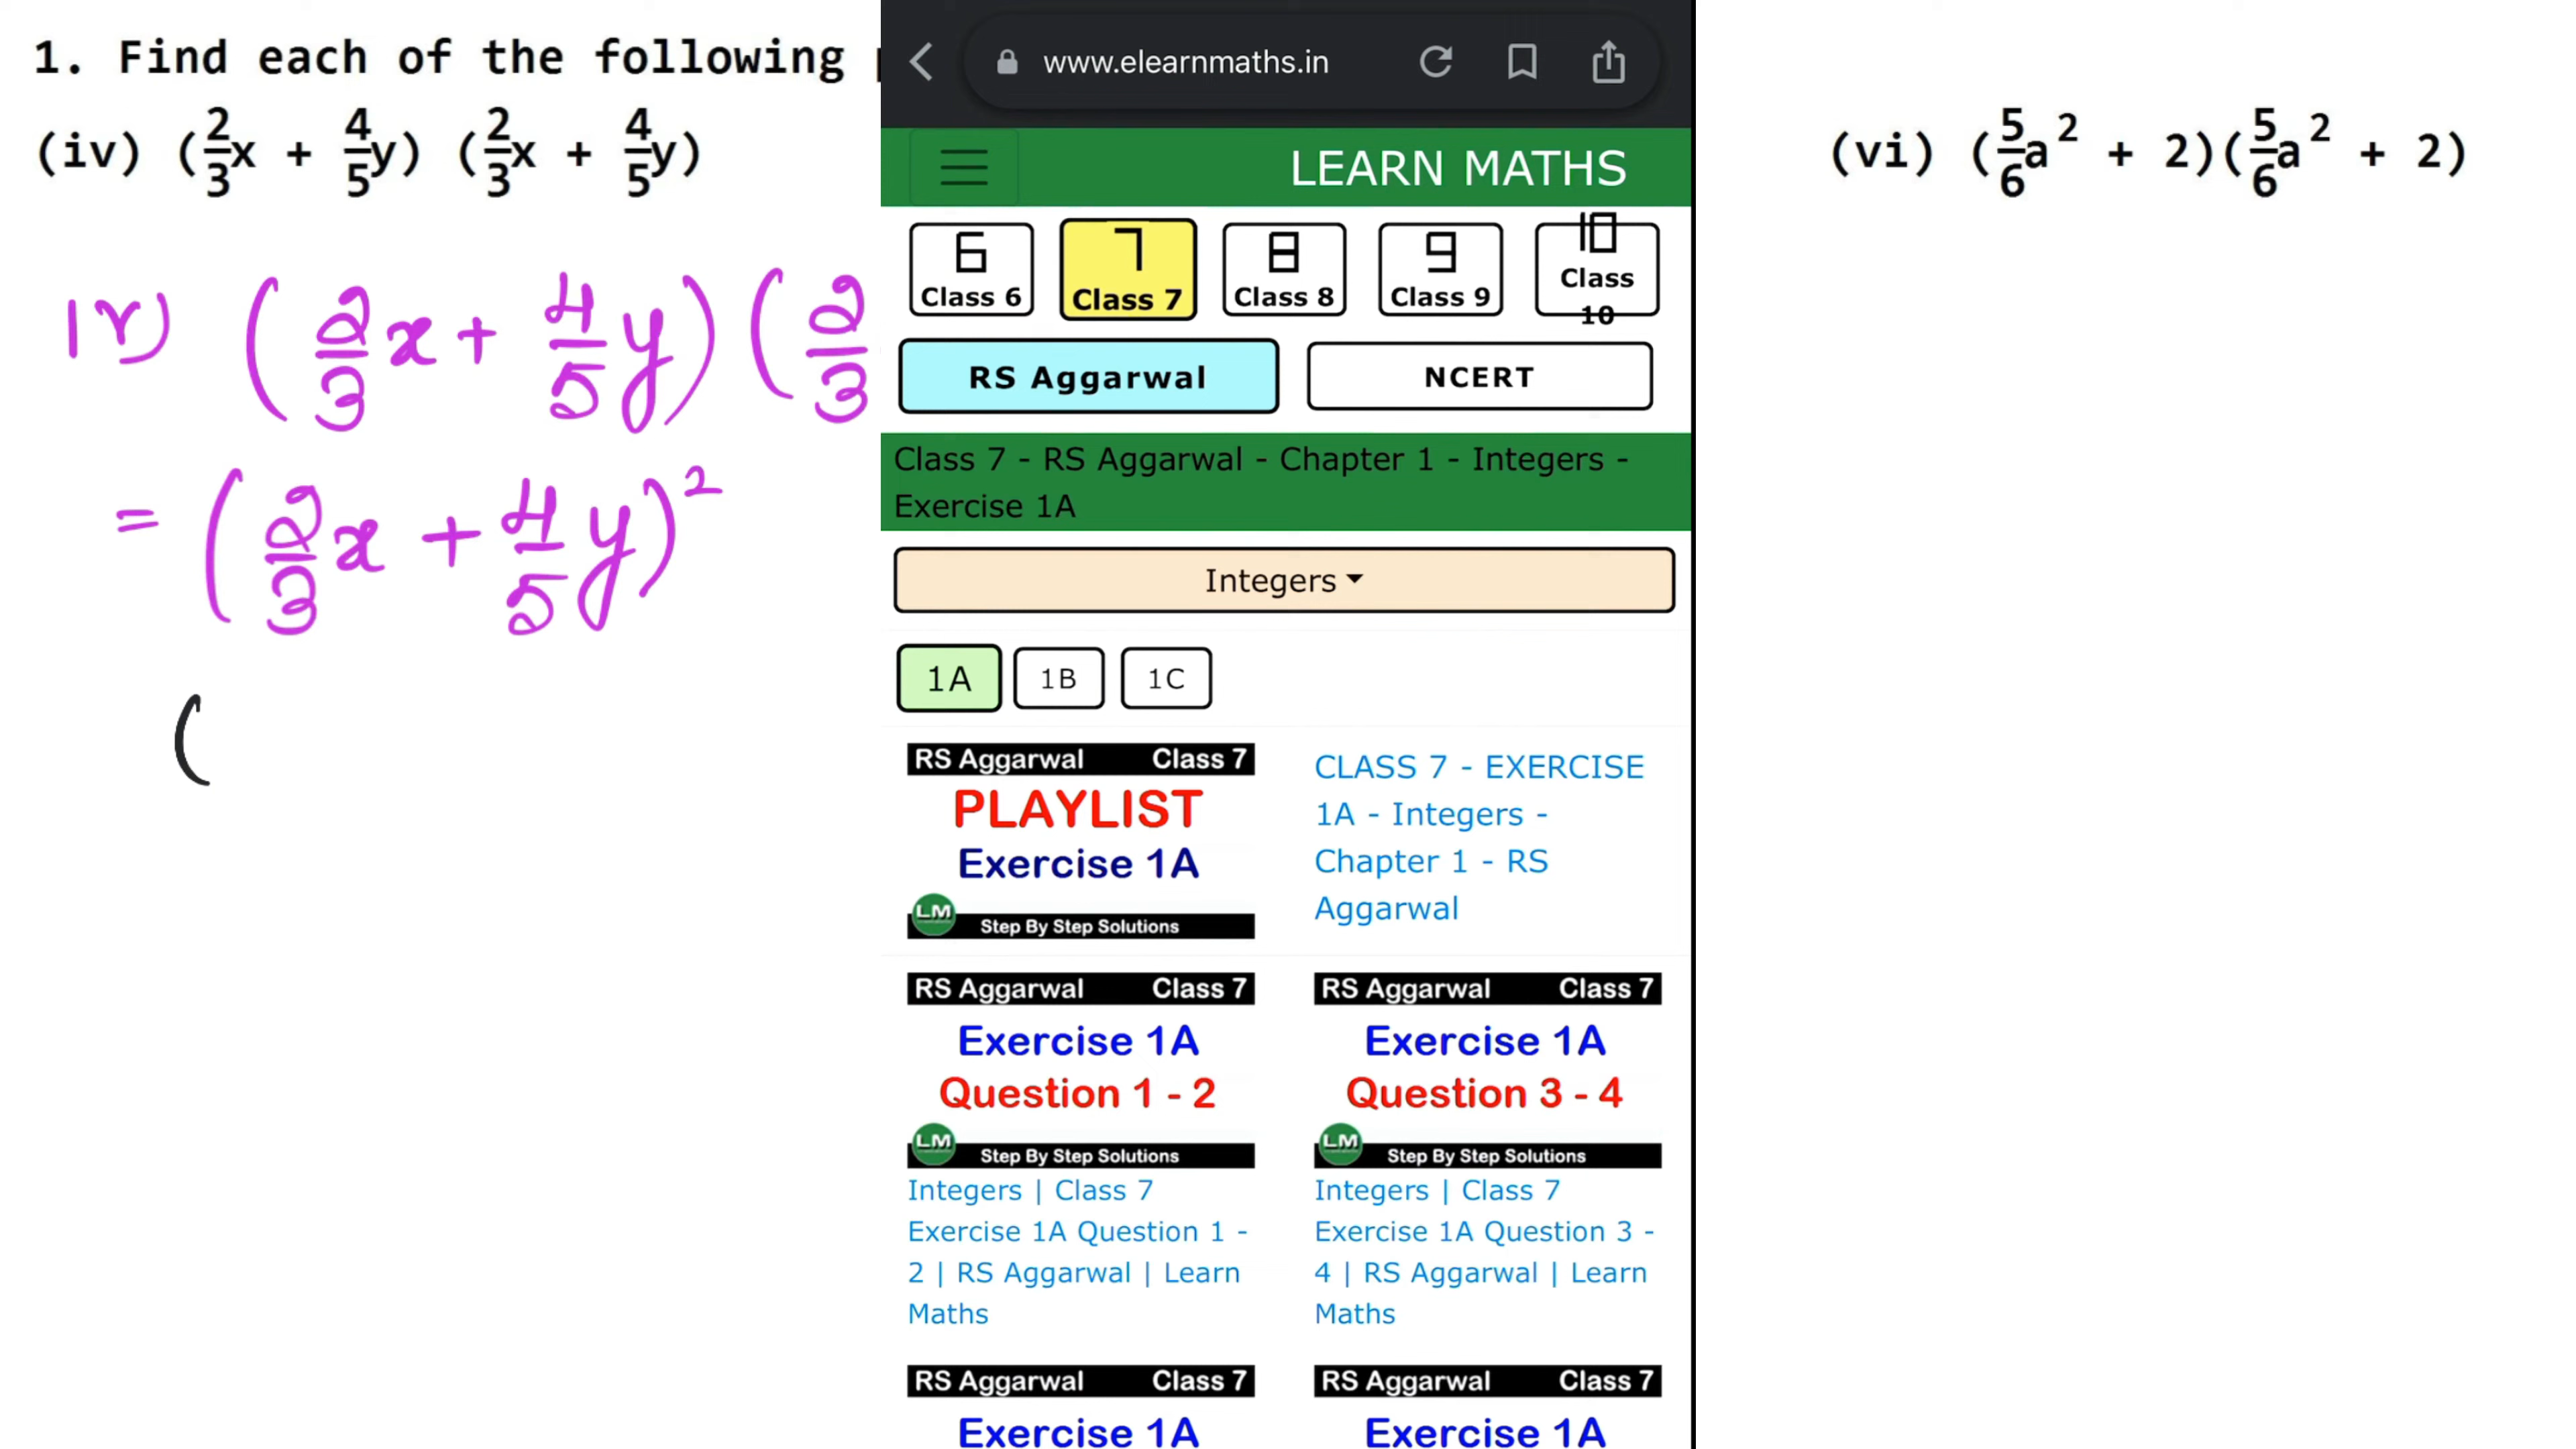 1. Find each of the following
(iv) (2/3x + 4/5y) (2/3x + 4/5y)
(vi) (5/6a² + 2)(5/6a² + 2)
iv) (2/3x + 4/5y)(2/3
= (2/3x + 4/5y)²
(
www.elearnmaths.in
LEARN MATHS
6 7 8 9 10
Class 6 Class 7 Class 8 Class 9 Class
10
RS Aggarwal NCERT
Class 7 - RS Aggarwal - Chapter 1 - Integers -
Exercise 1A
Integers
1A 1B 1C
RS Aggarwal Class 7
PLAYLIST
Exercise 1A
LM Step By Step Solutions
CLASS 7 - EXERCISE
1A - Integers -
Chapter 1 - RS
Aggarwal
RS Aggarwal Class 7
Exercise 1A
Question 1 - 2
LM Step By Step Solutions
Integers | Class 7
Exercise 1A Question 1 -
2 | RS Aggarwal | Learn
Maths
RS Aggarwal Class 7
Exercise 1A
Question 3 - 4
LM Step By Step Solutions
Integers | Class 7
Exercise 1A Question 3 -
4 | RS Aggarwal | Learn
Maths
RS Aggarwal Class 7
Exercise 1A
RS Aggarwal Class 7
Exercise 1A